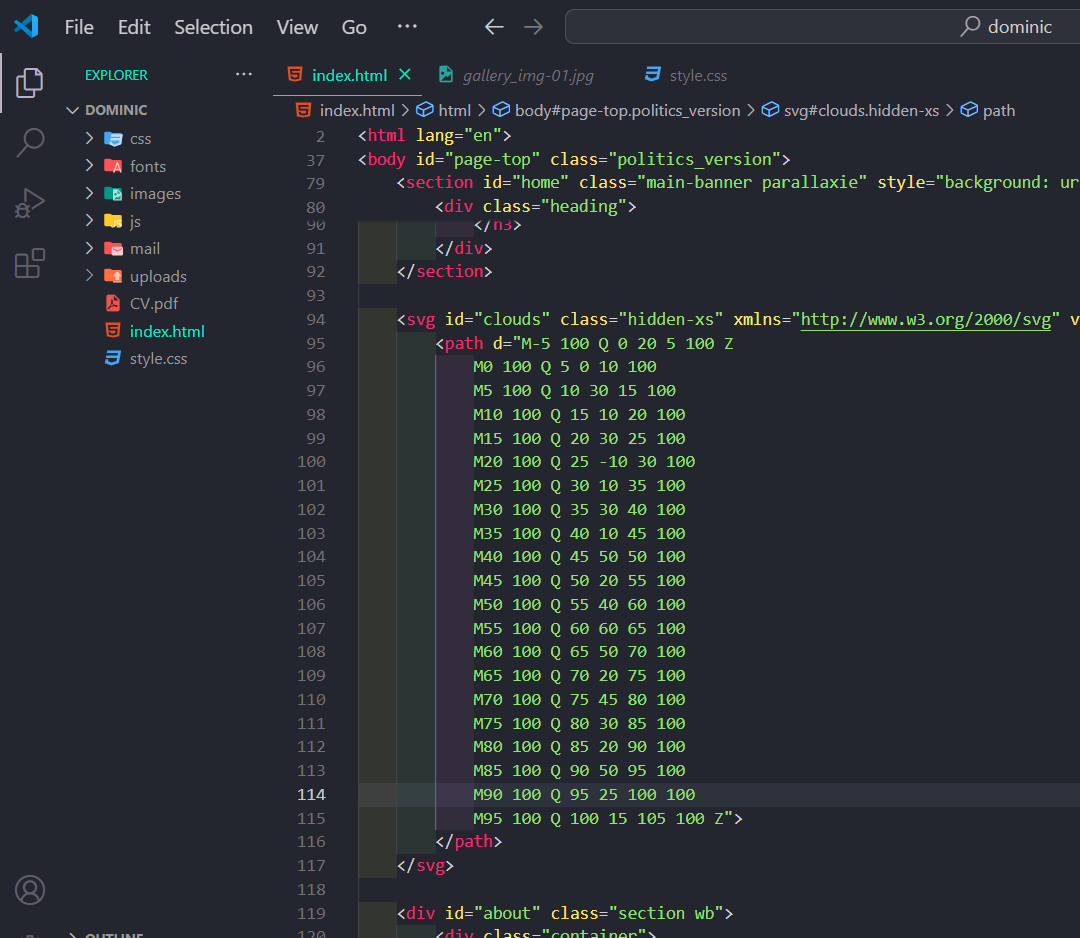 File Edit Selection View Go ··· dominic
EXPLORER ···
index.html gallery_img-01.jpg style.css
DOMINIC
index.html > html > body#page-top.politics_version > svg#clouds.hidden-xs > path
css
fonts
images
js
mail
uploads
CV.pdf
index.html
style.css
2 <html lang="en">
37 <body id="page-top" class="politics_version">
79 <section id="home" class="main-banner parallaxie" style="background: ur
80 <div class="heading">
90 </h3>
91 </div>
92 </section>
93
94 <svg id="clouds" class="hidden-xs" xmlns="http://www.w3.org/2000/svg" v
95 <path d="M-5 100 Q 0 20 5 100 Z
96 M0 100 Q 5 0 10 100
97 M5 100 Q 10 30 15 100
98 M10 100 Q 15 10 20 100
99 M15 100 Q 20 30 25 100
100 M20 100 Q 25 -10 30 100
101 M25 100 Q 30 10 35 100
102 M30 100 Q 35 30 40 100
103 M35 100 Q 40 10 45 100
104 M40 100 Q 45 50 50 100
105 M45 100 Q 50 20 55 100
106 M50 100 Q 55 40 60 100
107 M55 100 Q 60 60 65 100
108 M60 100 Q 65 50 70 100
109 M65 100 Q 70 20 75 100
110 M70 100 Q 75 45 80 100
111 M75 100 Q 80 30 85 100
112 M80 100 Q 85 20 90 100
113 M85 100 Q 90 50 95 100
114 M90 100 Q 95 25 100 100
115 M95 100 Q 100 15 105 100 Z">
116 </path>
117 </svg>
118
119 <div id="about" class="section wb">
120 <div class="container">
OUTLINE